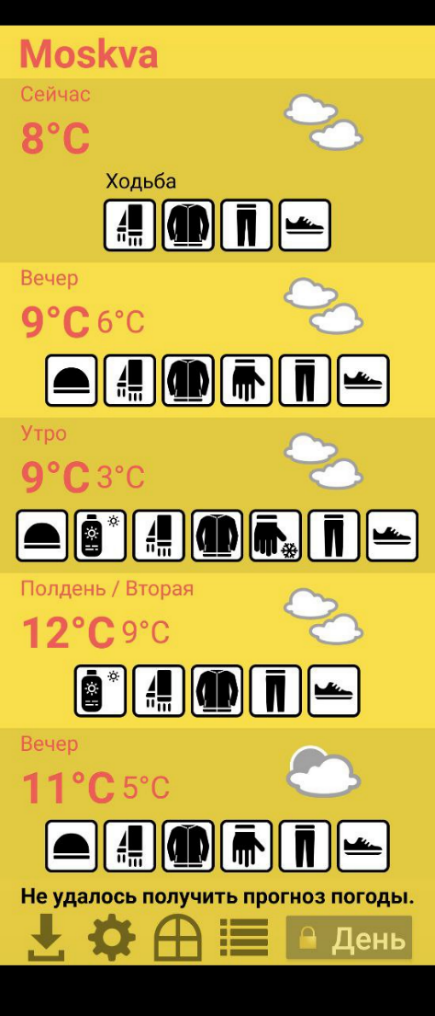 Moskva
Сейчас
8°C
Ходьба
Вечер
9°C 6°C
Утро
9°C 3°C
Полдень / Вторая
12°C 9°C
Вечер
11°C 5°C
Не удалось получить прогноз погоды.
День